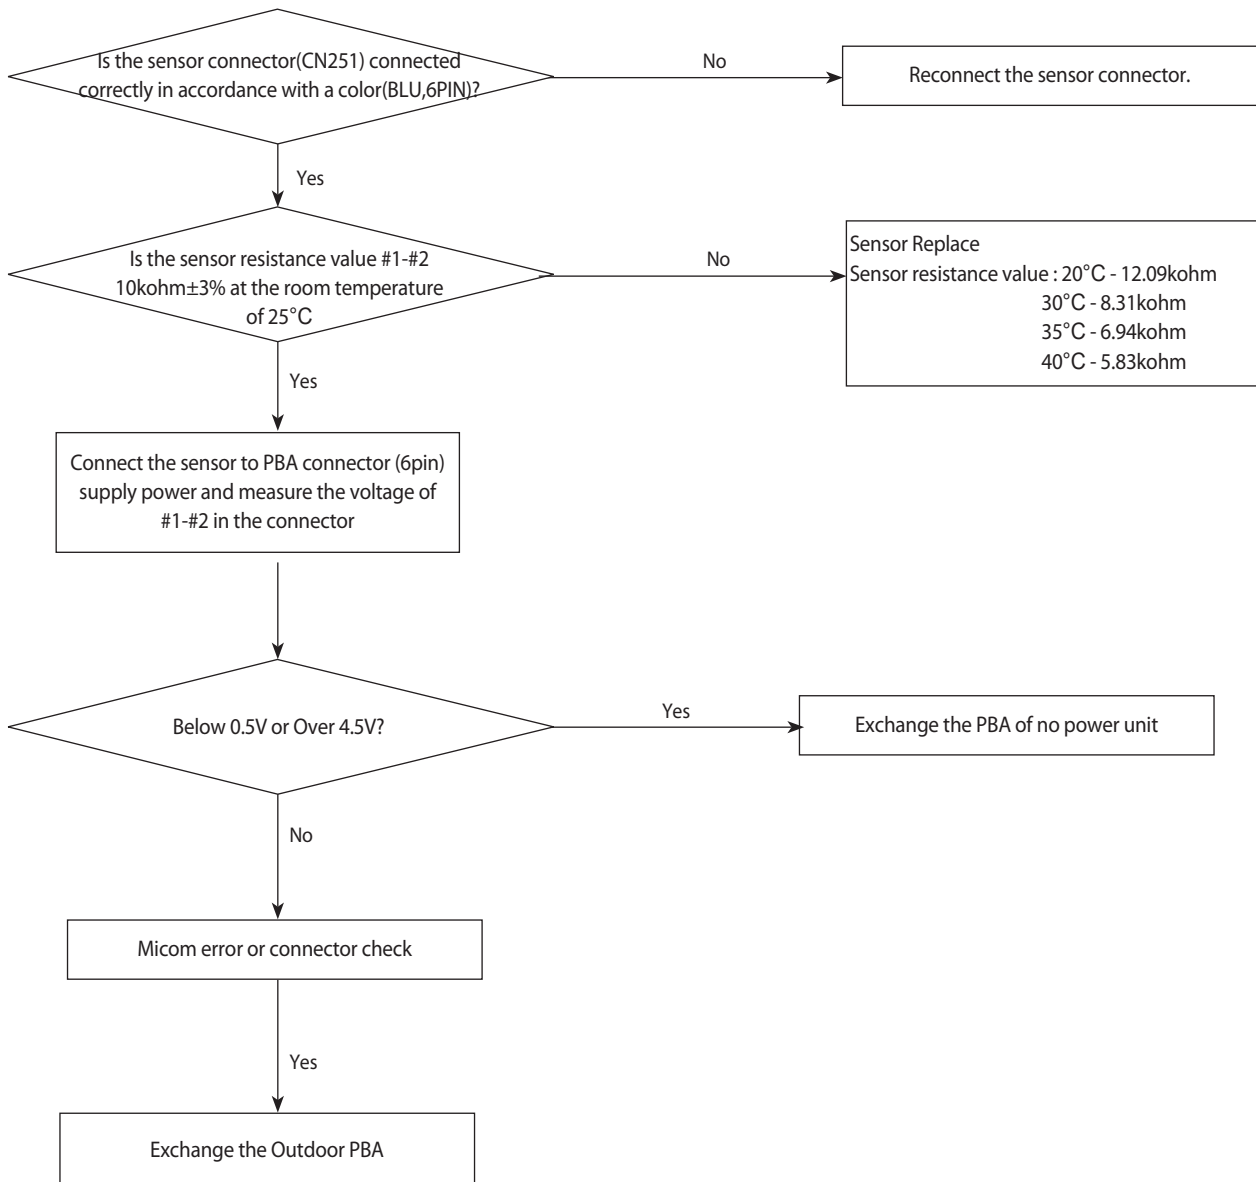 Is the sensor connector(CN251) connected
correctly in accordance with a color(BLU,6PIN)?
No
Reconnect the sensor connector.
Yes
Is the sensor resistance value #1-#2
10kohm±3% at the room temperature
of 25°C
No
Sensor Replace
Sensor resistance value : 20°C - 12.09kohm
30°C - 8.31kohm
35°C - 6.94kohm
40°C - 5.83kohm
Yes
Connect the sensor to PBA connector (6pin)
supply power and measure the voltage of
#1-#2 in the connector
Below 0.5V or Over 4.5V?
Yes
Exchange the PBA of no power unit
No
Micom error or connector check
Yes
Exchange the Outdoor PBA